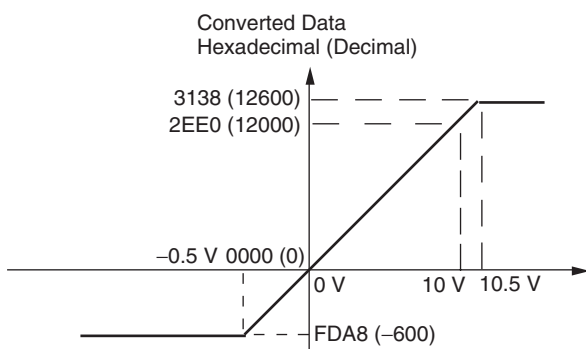 Converted Data
Hexadecimal (Decimal)
3138 (12600)
2EE0 (12000)
−0.5 V 0000 (0)
0 V 10 V 10.5 V
FDA8 (−600)